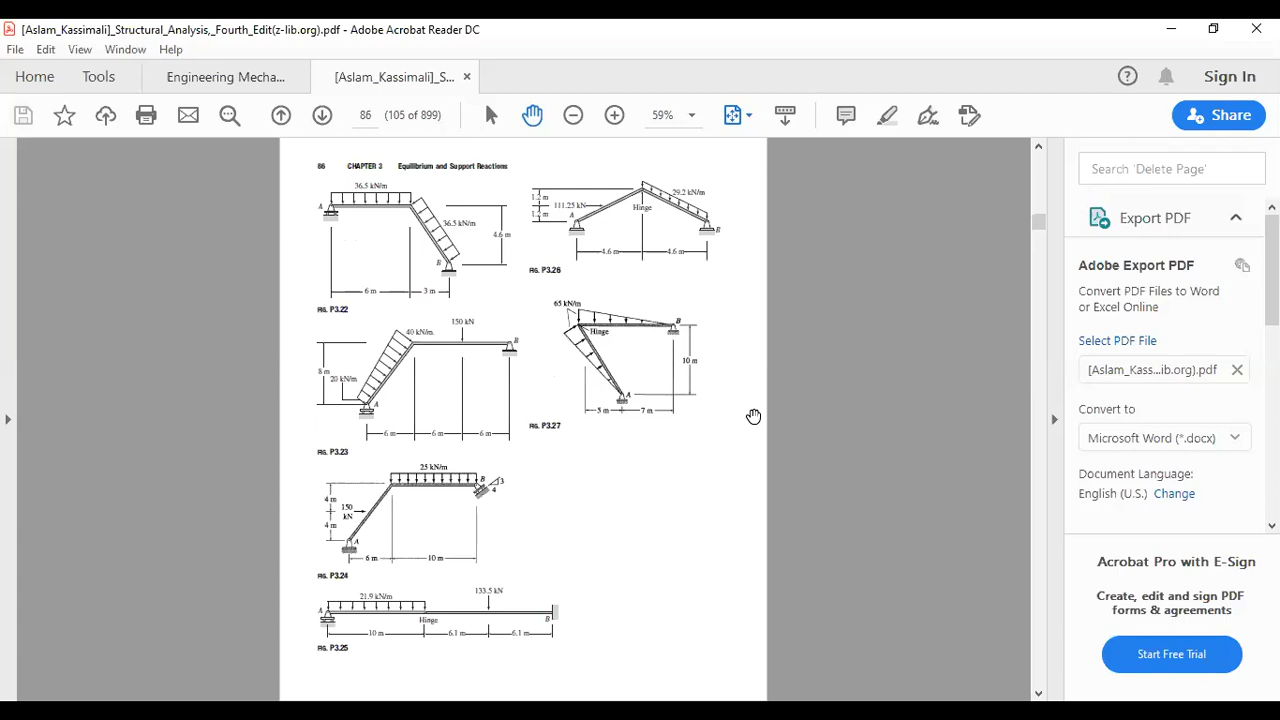 [Aslam_Kassimali]_Structural_Analysis,_Fourth_Edit(z-lib.org).pdf - Adobe Acrobat Reader DC
File Edit View Window Help
Home Tools Engineering Mecha... [Aslam_Kassimali]_S... Sign In
86 (105 of 899) 59% Share
86 CHAPTER 3 Equilibrium and Support Reactions
36.5 kN/m
A
36.5 kN/m
4.6 m
B
6 m 3 m
FIG. P3.22
40 kN/m 150 kN
B
8 m
20 kN/m
A
6 m 6 m 6 m
FIG. P3.23
25 kN/m
B
3
4
4 m
150
kN
4 m
A
6 m 10 m
FIG. P3.24
21.9 kN/m 133.5 kN
A
Hinge B
10 m 6.1 m 6.1 m
FIG. P3.25
29.2 kN/m
1.2 m
111.25 kN Hinge
1.2 m
A
B
4.6 m 4.6 m
FIG. P3.26
65 kN/m
B
Hinge
10 m
A
5 m 7 m
FIG. P3.27
Search 'Delete Page'
Export PDF
Adobe Export PDF
Convert PDF Files to Word
or Excel Online
Select PDF File
[Aslam_Kass...ib.org).pdf
Convert to
Microsoft Word (*.docx)
Document Language:
English (U.S.) Change
Acrobat Pro with E-Sign
Create, edit and sign PDF
forms & agreements
Start Free Trial